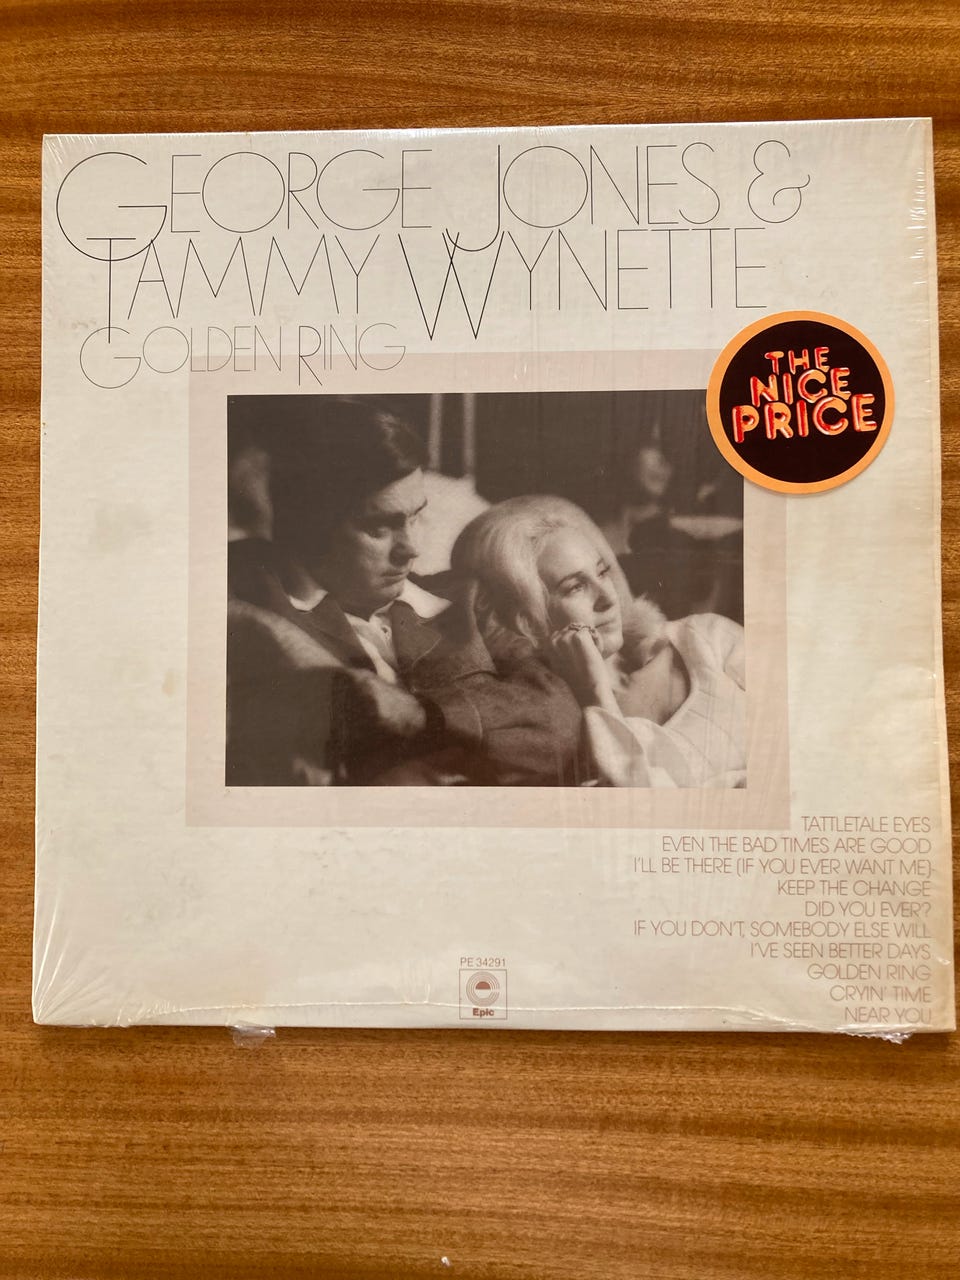 GEORGE JONES &
TAMMY WYNETTE
GOLDEN RING
THE
NICE
PRICE
TATTLETALE EYES
EVEN THE BAD TIMES ARE GOOD
I'LL BE THERE (IF YOU EVER WANT ME)
KEEP THE CHANGE
DID YOU EVER?
IF YOU DON'T, SOMEBODY ELSE WILL
I'VE SEEN BETTER DAYS
GOLDEN RING
CRYIN' TIME
NEAR YOU
PE 34291
Epic